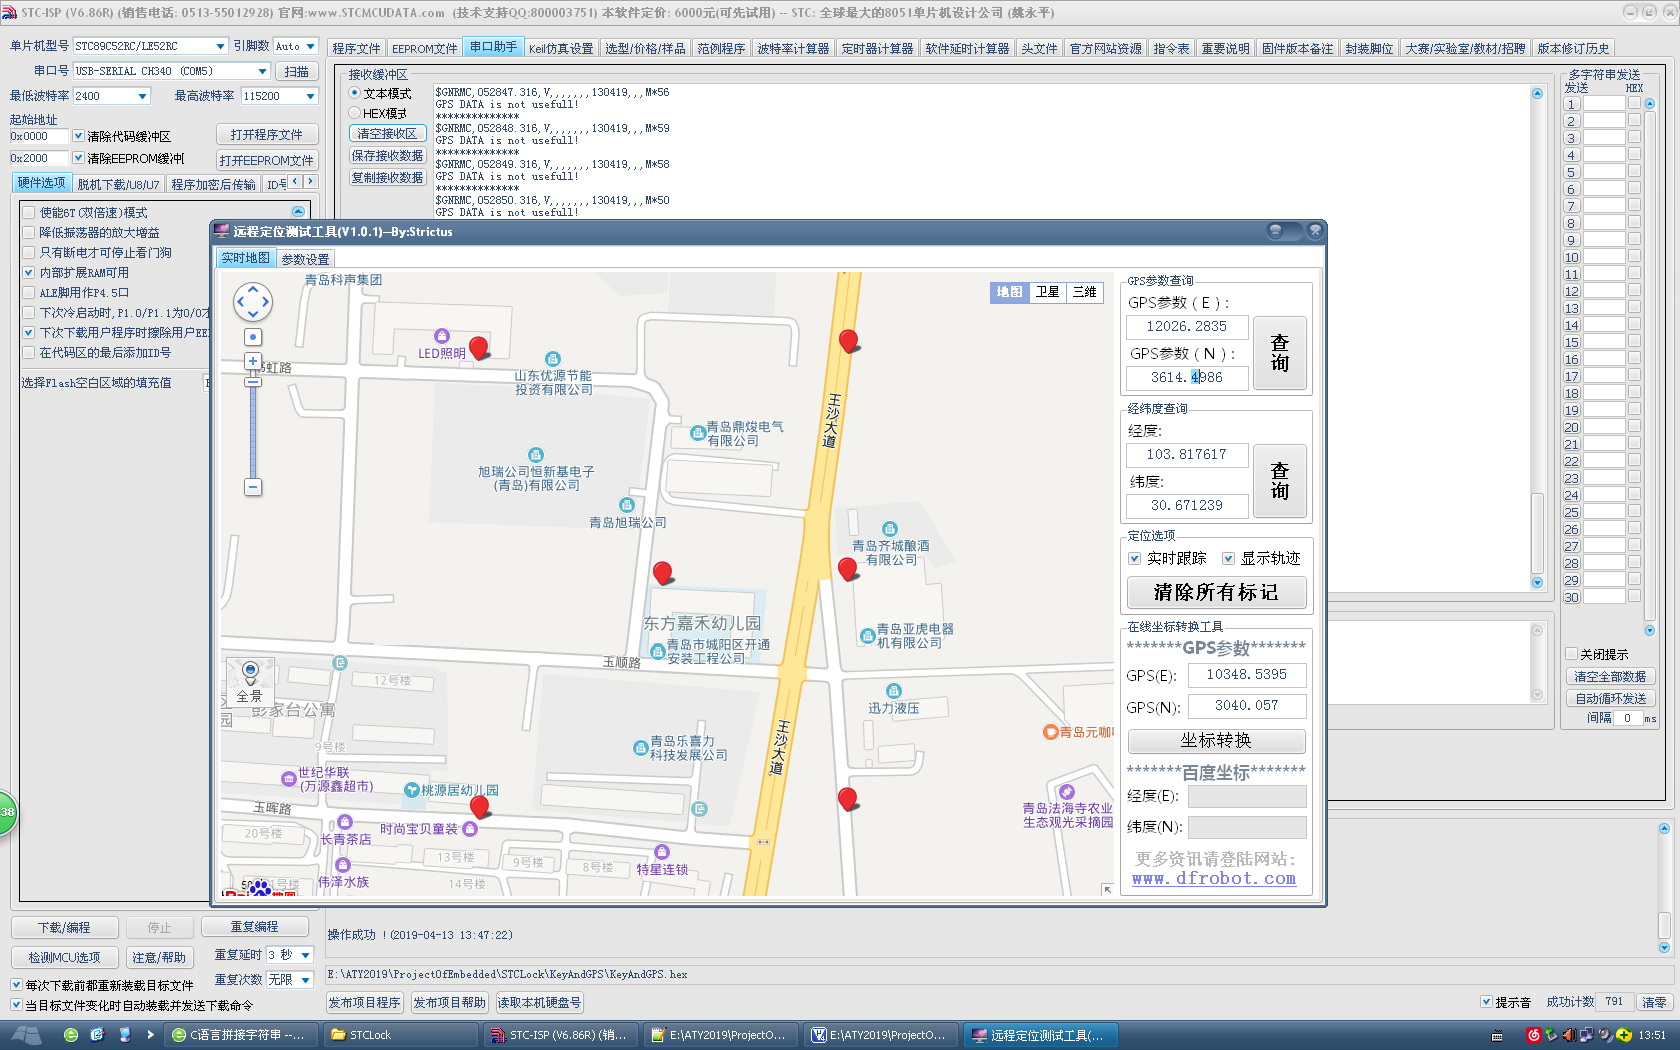 STC-ISP (V6.86R) (销售电话: 0513-55012928) 官网:www.STCMCUDATA.com  (技术支持QQ:800003751) 本软件定价: 6000元(可先试用) -- STC: 全球最大的8051单片机设计公司 (姚永平)
单片机型号 STC89C52RC/LE52RC 引脚数 Auto
串口号 USB-SERIAL CH340 (COM5) 扫描
最低波特率 2400 最高波特率 115200
起始地址
0x0000 清除代码缓冲区 打开程序文件
0x2000 清除EEPROM缓冲 打开EEPROM文件
硬件选项 脱机下载/U8/U7 程序加密后传输 ID号
使能6T(双倍速)模式
降低振荡器的放大增益
只有断电才可停止看门狗
内部扩展RAM可用
ALE脚用作P4.5口
下次冷启动时,P1.0/P1.1为0/0才
下次下载用户程序时擦除用户EE
在代码区的最后添加ID号
选择Flash空白区域的填充值
程序文件 EEPROM文件 串口助手 Keil仿真设置 选型/价格/样品 范例程序 波特率计算器 定时器计算器 软件延时计算器 头文件 官方网站资源 指令表 重要说明 固件版本备注 封装脚位 大赛/实验室/教材/招聘 版本修订历史
接收缓冲区
文本模式
HEX模式
清空接收区
保存接收数据
复制接收数据
$GNRMC,052847.316,V,,,,,,,130419,,,M*56
GPS DATA is not usefull!
**************
$GNRMC,052848.316,V,,,,,,,130419,,,M*59
GPS DATA is not usefull!
**************
$GNRMC,052849.316,V,,,,,,,130419,,,M*58
GPS DATA is not usefull!
**************
$GNRMC,052850.316,V,,,,,,,130419,,,M*50
GPS DATA is not usefull!
多字符串发送
发送 HEX
1
2
3
4
5
6
7
8
9
10
11
12
13
14
15
16
17
18
19
20
21
22
23
24
25
26
27
28
29
30
关闭提示
清空全部数据
自动循环发送
间隔 0 ms
远程定位测试工具(V1.0.1)—By:Strictus
实时地图 参数设置
地图 卫星 三维
青岛科声集团
LED照明
虹路
山东优源节能
投资有限公司
王沙大道
青岛鼎焌电气
有限公司
旭瑞公司恒新基电子
(青岛)有限公司
青岛旭瑞公司
青岛齐城酿酒
有限公司
东方嘉禾幼儿园
青岛市城阳区开通
安装工程公司
青岛亚虎电器
机有限公司
玉顺路
全景
12号楼
彭家台公寓
园
迅力液压
王沙大道
9号楼
青岛乐喜力
科技发展公司
青岛元咖啡
世纪华联
(万源鑫超市)
桃源居幼儿园
玉晖路
时尚宝贝童装
青岛法海寺农业
生态观光采摘园
20号楼
长青茶店
13号楼
9号楼
8号楼
特星连锁
伟泽水族
14号楼
1号楼
GPS参数查询
GPS参数 ( E ) :
12026.2835
GPS参数 ( N ) :
3614.4986
查询
经纬度查询
经度:
103.817617
纬度:
30.671239
查询
定位选项
实时跟踪 显示轨迹
清除所有标记
在线坐标转换工具
*******GPS参数*******
GPS(E): 10348.5395
GPS(N): 3040.057
坐标转换
*******百度坐标*******
经度(E):
纬度(N):
更多资讯请登陆网站:
www.dfrobot.com
下载/编程 停止 重复编程
检测MCU选项 注意/帮助 重复延时 3 秒
重复次数 无限
每次下载前都重新装载目标文件
当目标文件变化时自动装载并发送下载命令
操作成功 !(2019-04-13 13:47:22)
E:\ATY2019\ProjectOfEmbedded\STCLock\KeyAndGPS\KeyAndGPS.hex
发布项目程序 发布项目帮助 读取本机硬盘号
提示音 成功计数 791 清零
38
C语言拼接字符串 --... STCLock STC-ISP (V6.86R) (销... E:\ATY2019\ProjectO... E:\ATY2019\ProjectO... 远程定位测试工具(... 13:51